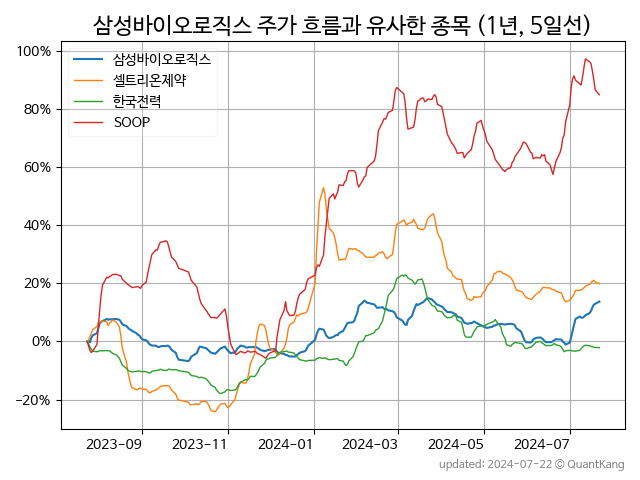 삼성바이오로직스 주가 흐름과 유사한 종목 (1년, 5일선)
삼성바이오로직스
셀트리온제약
한국전력
SOOP
100%
80%
60%
40%
20%
0%
−20%
2023-09 2023-11 2024-01 2024-03 2024-05 2024-07
updated: 2024-07-22 © QuantKang